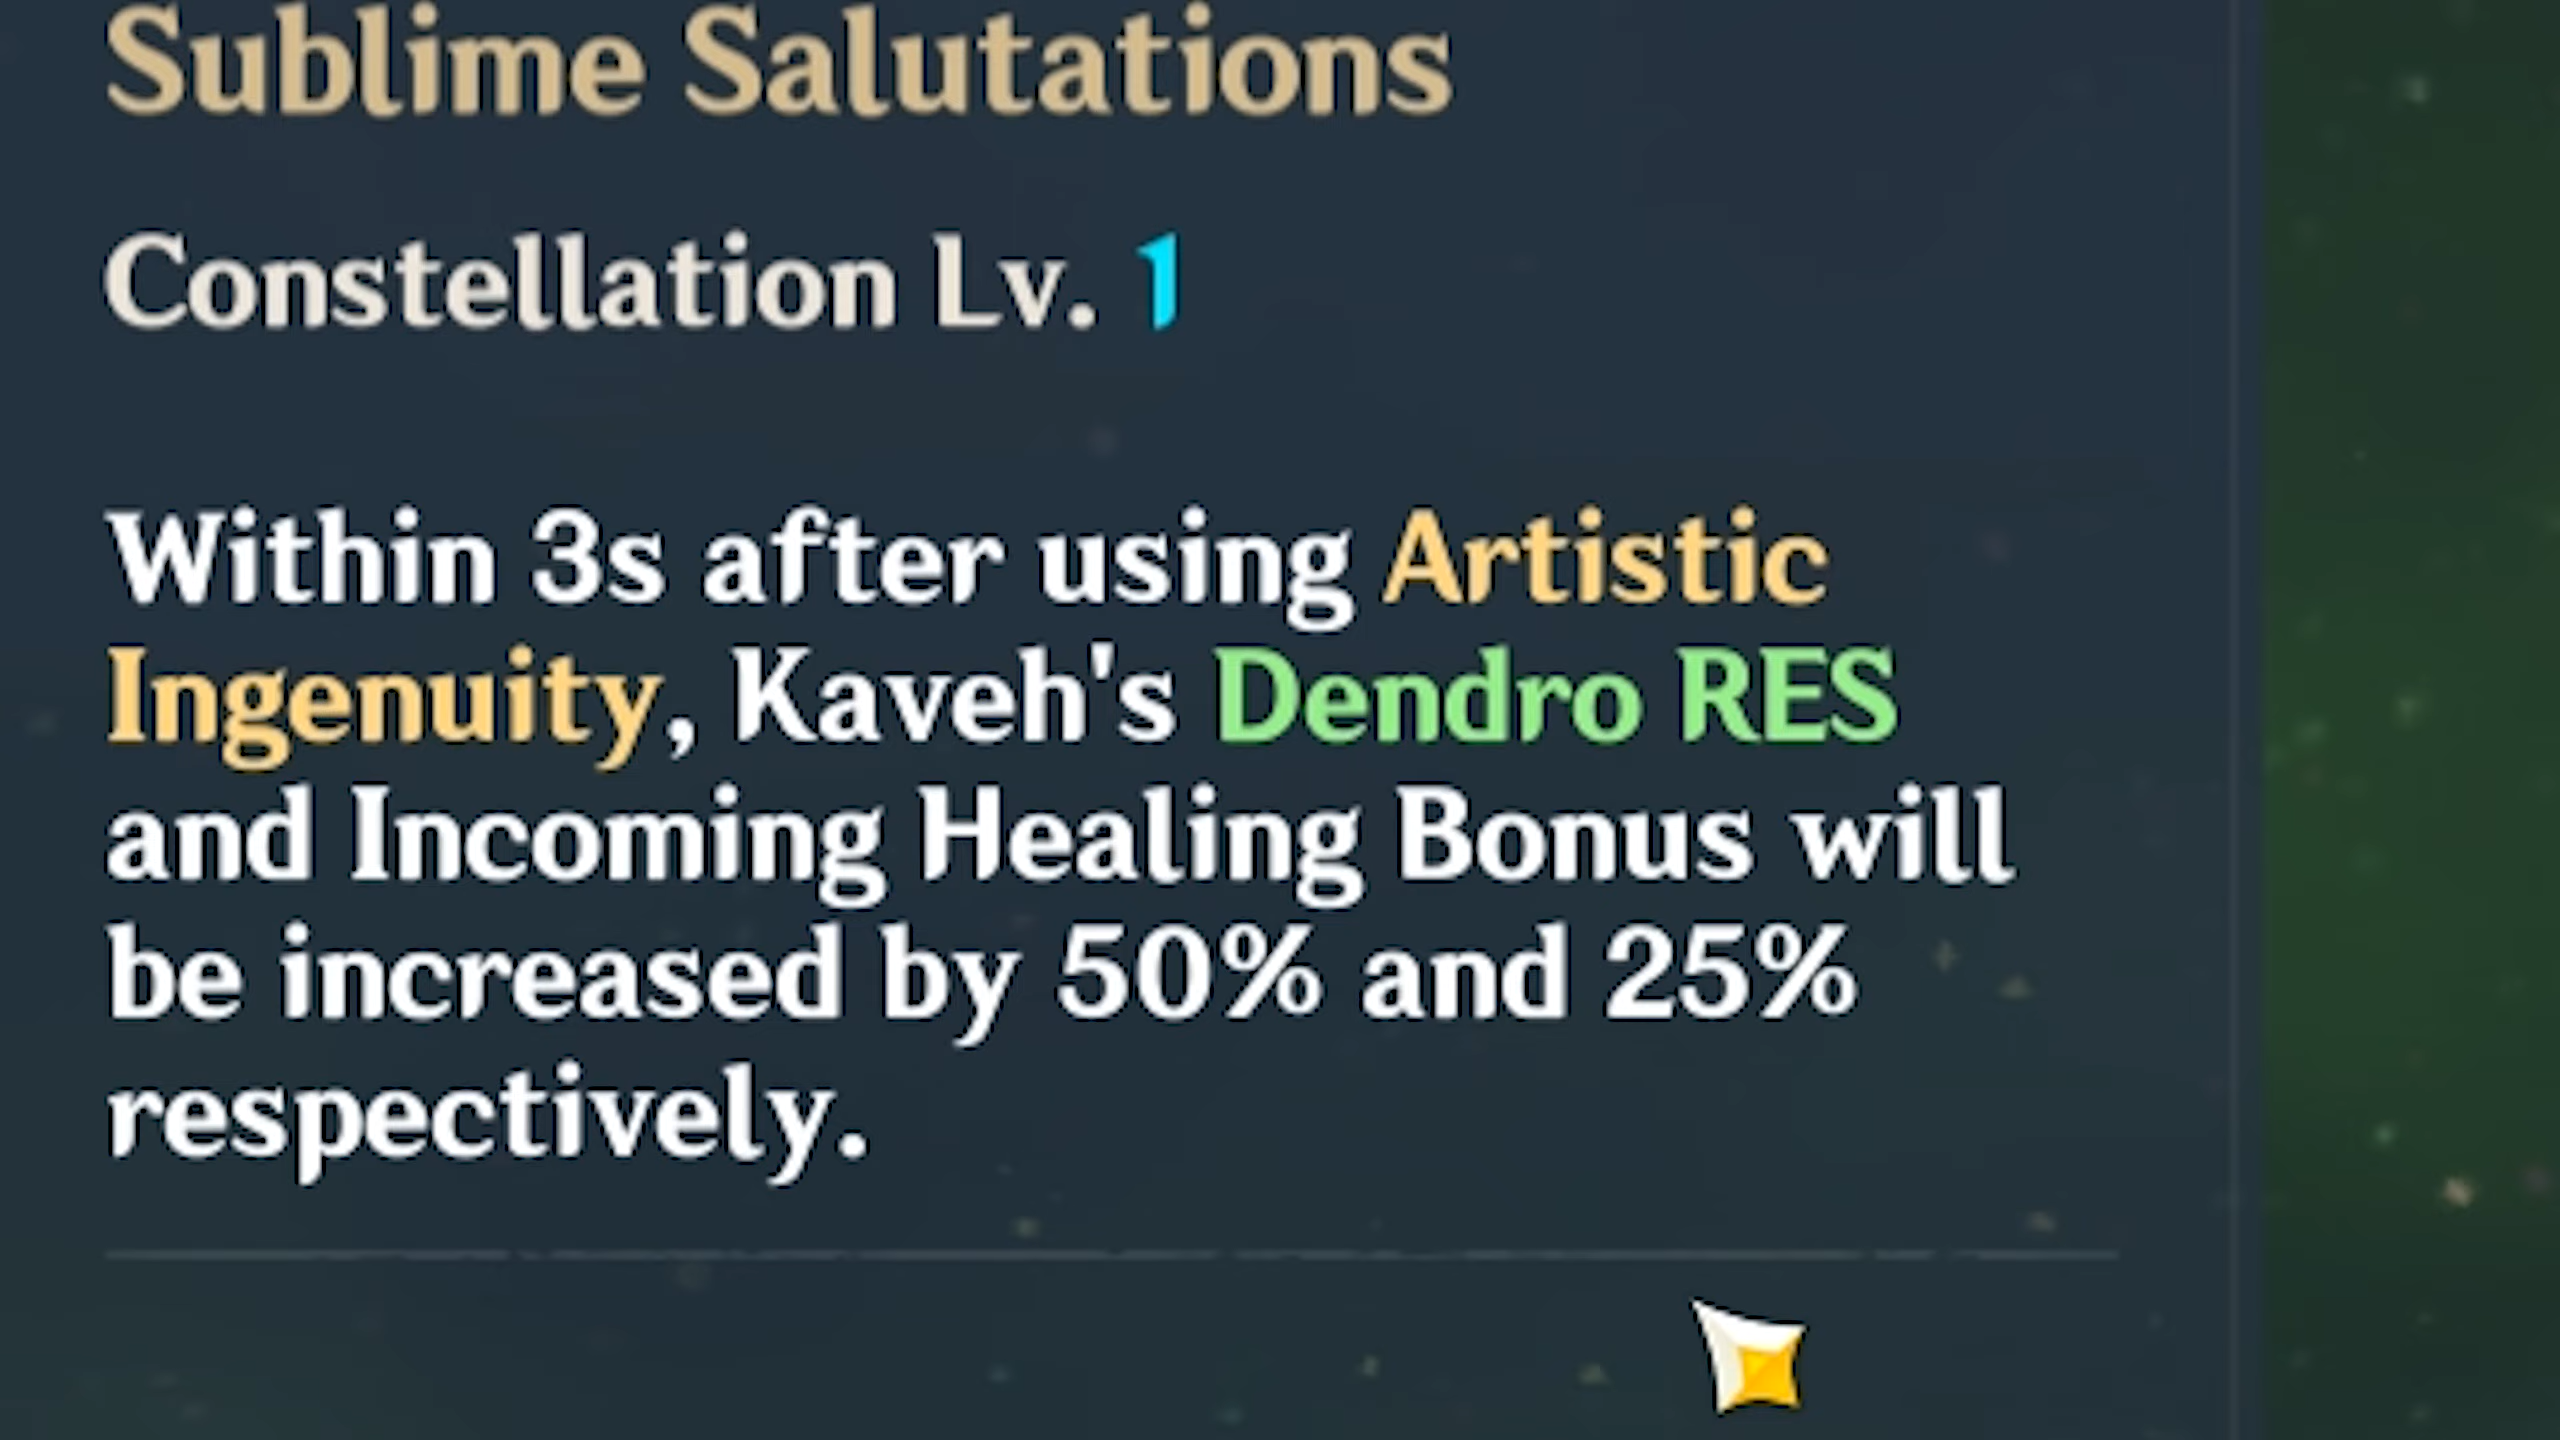 Sublime Salutations
Constellation Lv. 1
Within 3s after using Artistic
Ingenuity, Kaveh's Dendro RES
and Incoming Healing Bonus will
be increased by 50% and 25%
respectively.